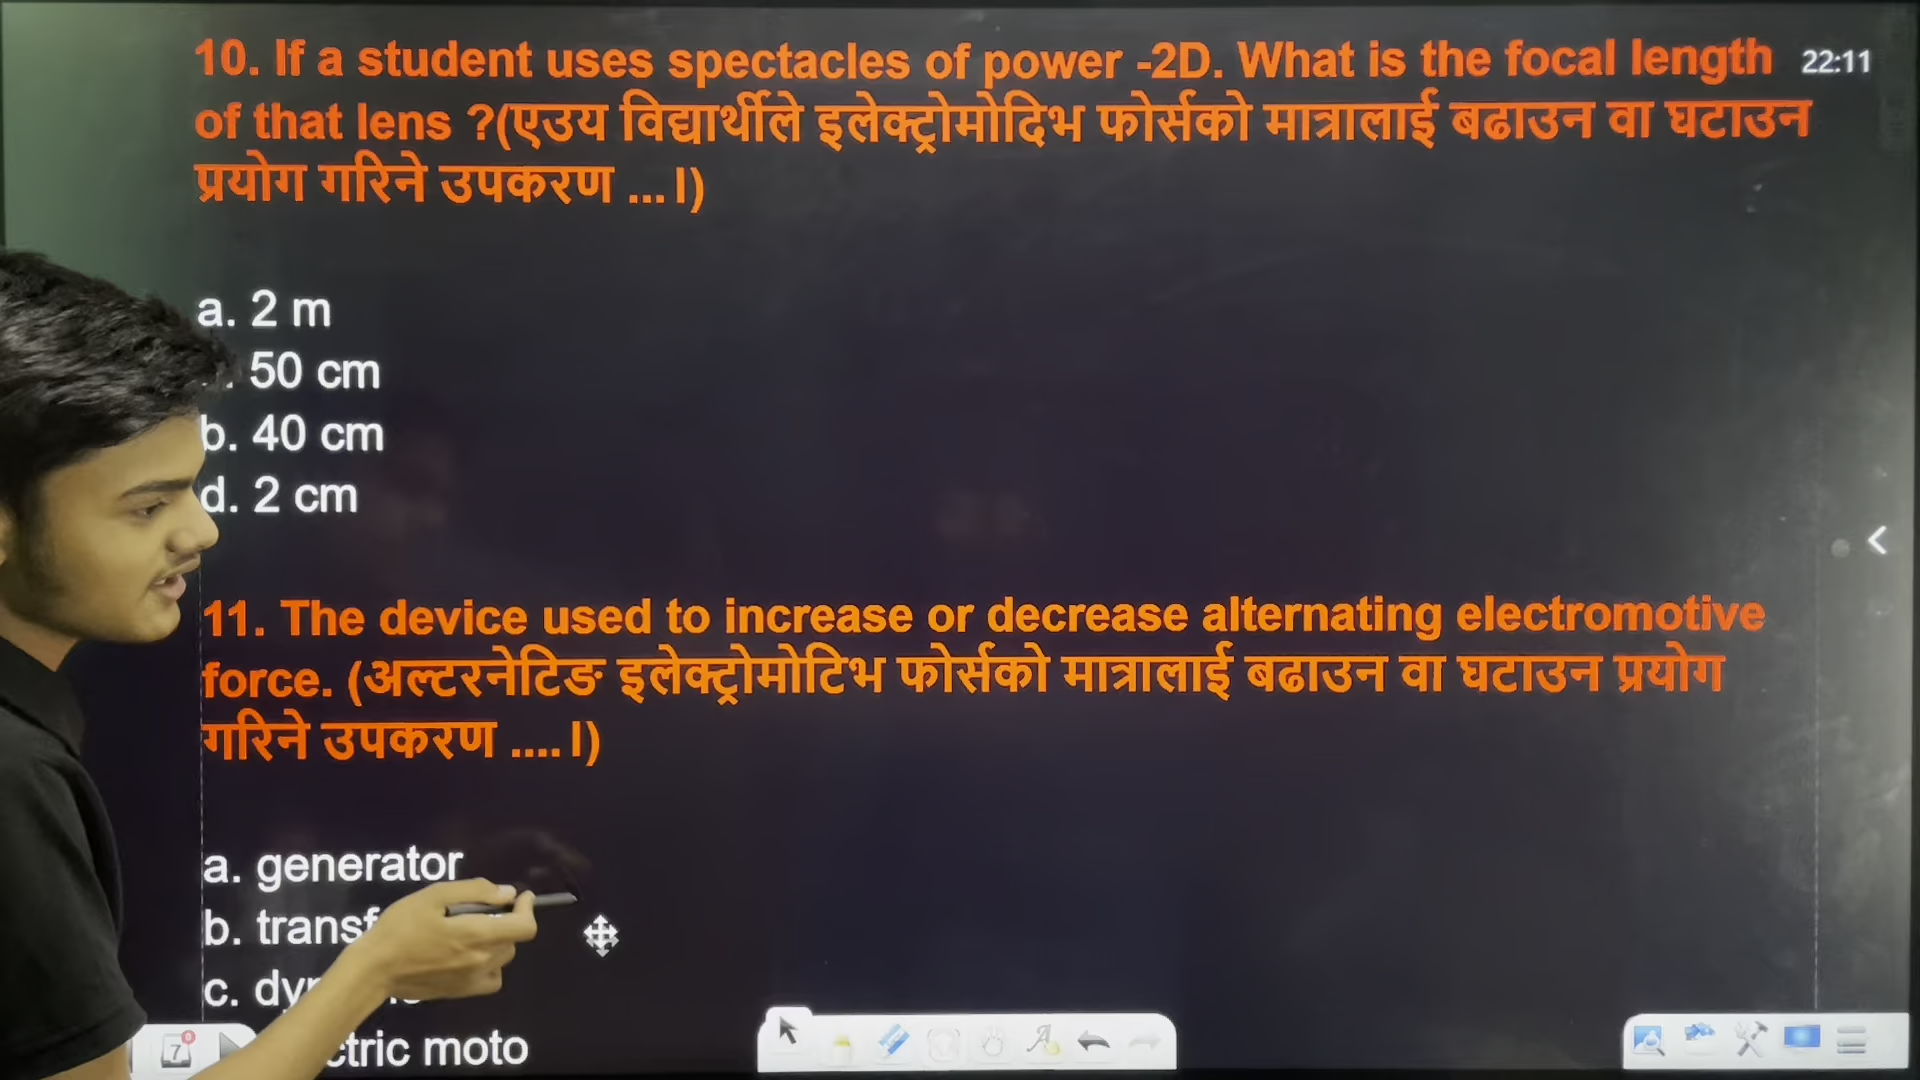 10. If a student uses spectacles of power -2D. What is the focal length
22:11
of that lens ?(एउय विद्यार्थीले इलेक्ट्रोमोदिभ फोर्सको मात्रालाई बढाउन वा घटाउन
प्रयोग गरिने उपकरण ...।)
a. 2 m
. 50 cm
b. 40 cm
d. 2 cm
11. The device used to increase or decrease alternating electromotive
force. (अल्टरनेटिङ इलेक्ट्रोमोटिभ फोर्सको मात्रालाई बढाउन वा घटाउन प्रयोग
गरिने उपकरण ....।)
a. generator
b.
c.
moto
7